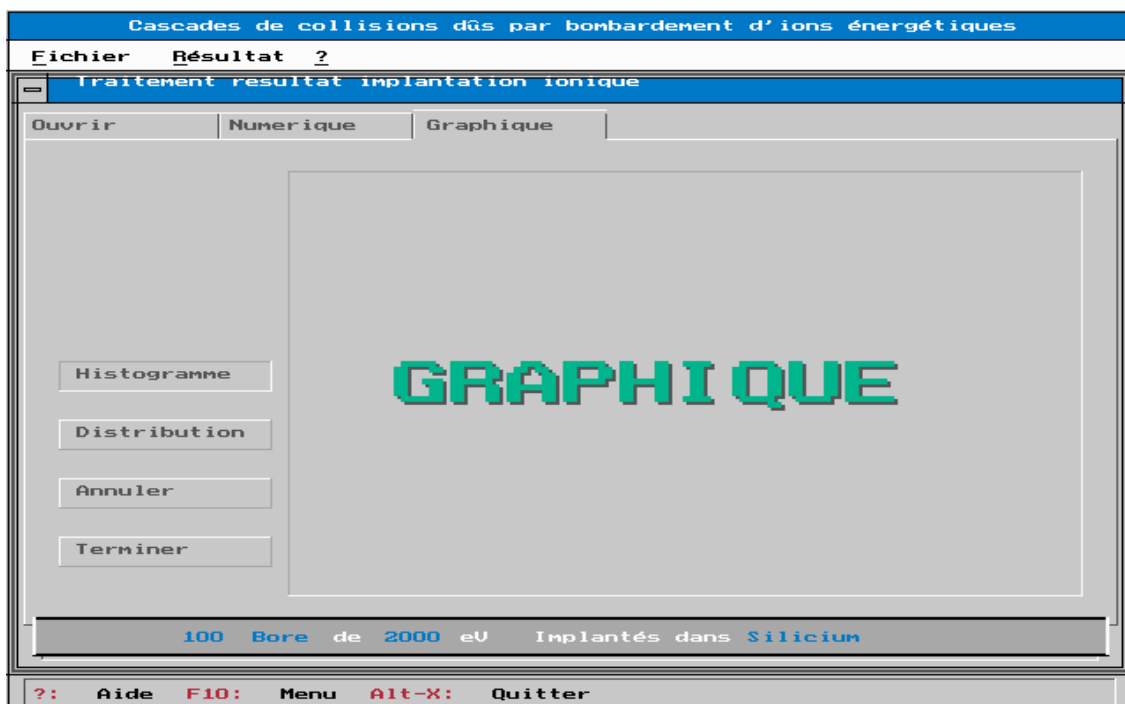 Cascades de collisions dûs par bombardement d'ions énergétiques
Fichier Résultat ?
Traitement resultat implantation ionique
Ouvrir Numerique Graphique
GRAPHIQUE
Histogramme
Distribution
Annuler
Terminer
100 Bore de 2000 eV Implantés dans Silicium
?: Aide F10: Menu Alt-X: Quitter